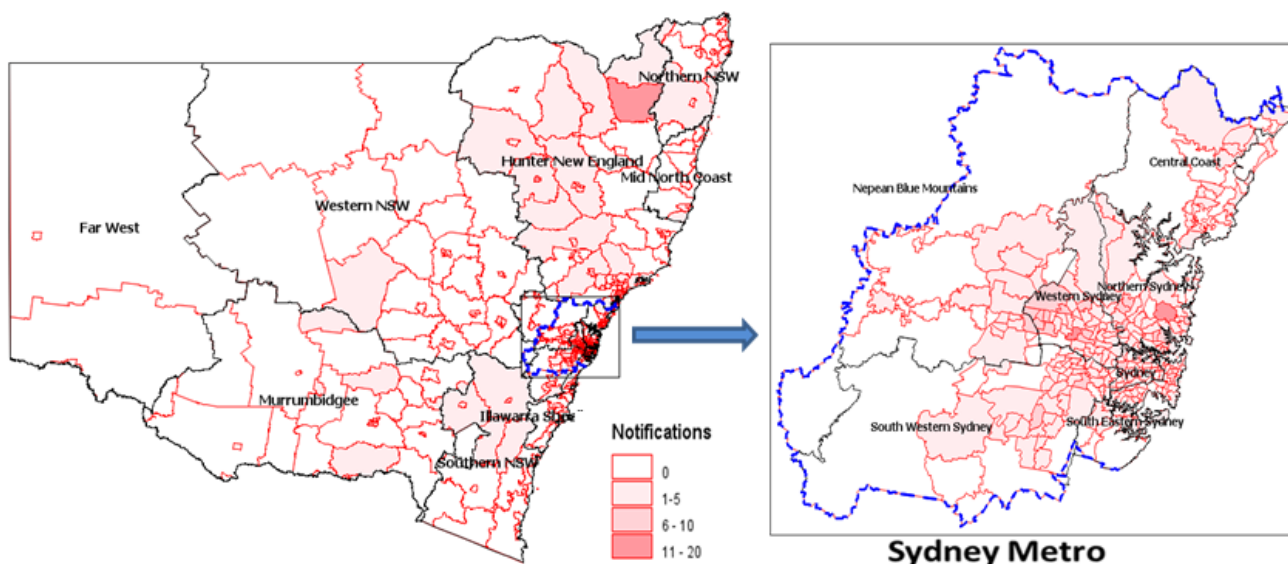 Northern NSW
Hunter New England
Mid North Coast
Western NSW
Far West
Murrumbidgee
Illawarra Shoa
Southern NSW
Notifications
0
1-5
6 - 10
11 - 20
Central Coast
Nepean Blue Mountains
Northern Sydney
Western Sydney
Sydney
South Western Sydney
South Eastern Sydney
Sydney Metro